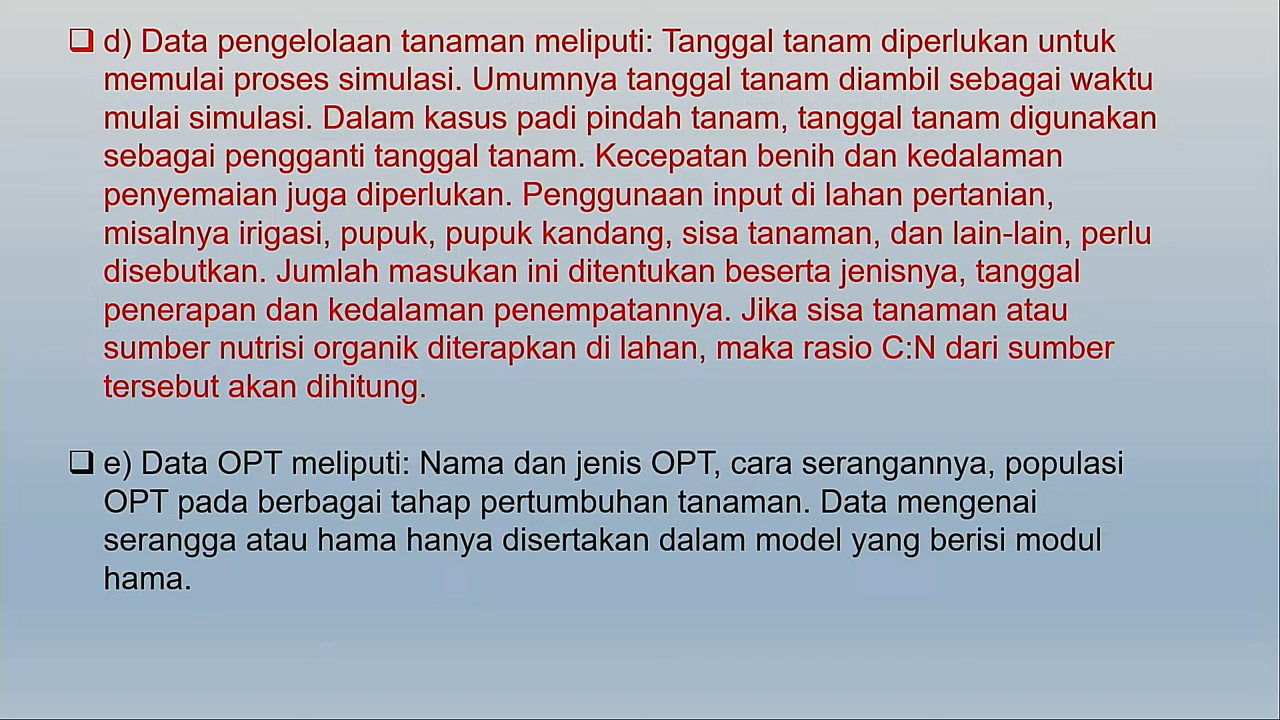 ❑ d) Data pengelolaan tanaman meliputi: Tanggal tanam diperlukan untuk
memulai proses simulasi. Umumnya tanggal tanam diambil sebagai waktu
mulai simulasi. Dalam kasus padi pindah tanam, tanggal tanam digunakan
sebagai pengganti tanggal tanam. Kecepatan benih dan kedalaman
penyemaian juga diperlukan. Penggunaan input di lahan pertanian,
misalnya irigasi, pupuk, pupuk kandang, sisa tanaman, dan lain-lain, perlu
disebutkan. Jumlah masukan ini ditentukan beserta jenisnya, tanggal
penerapan dan kedalaman penempatannya. Jika sisa tanaman atau
sumber nutrisi organik diterapkan di lahan, maka rasio C:N dari sumber
tersebut akan dihitung.
❑ e) Data OPT meliputi: Nama dan jenis OPT, cara serangannya, populasi
OPT pada berbagai tahap pertumbuhan tanaman. Data mengenai
serangga atau hama hanya disertakan dalam model yang berisi modul
hama.